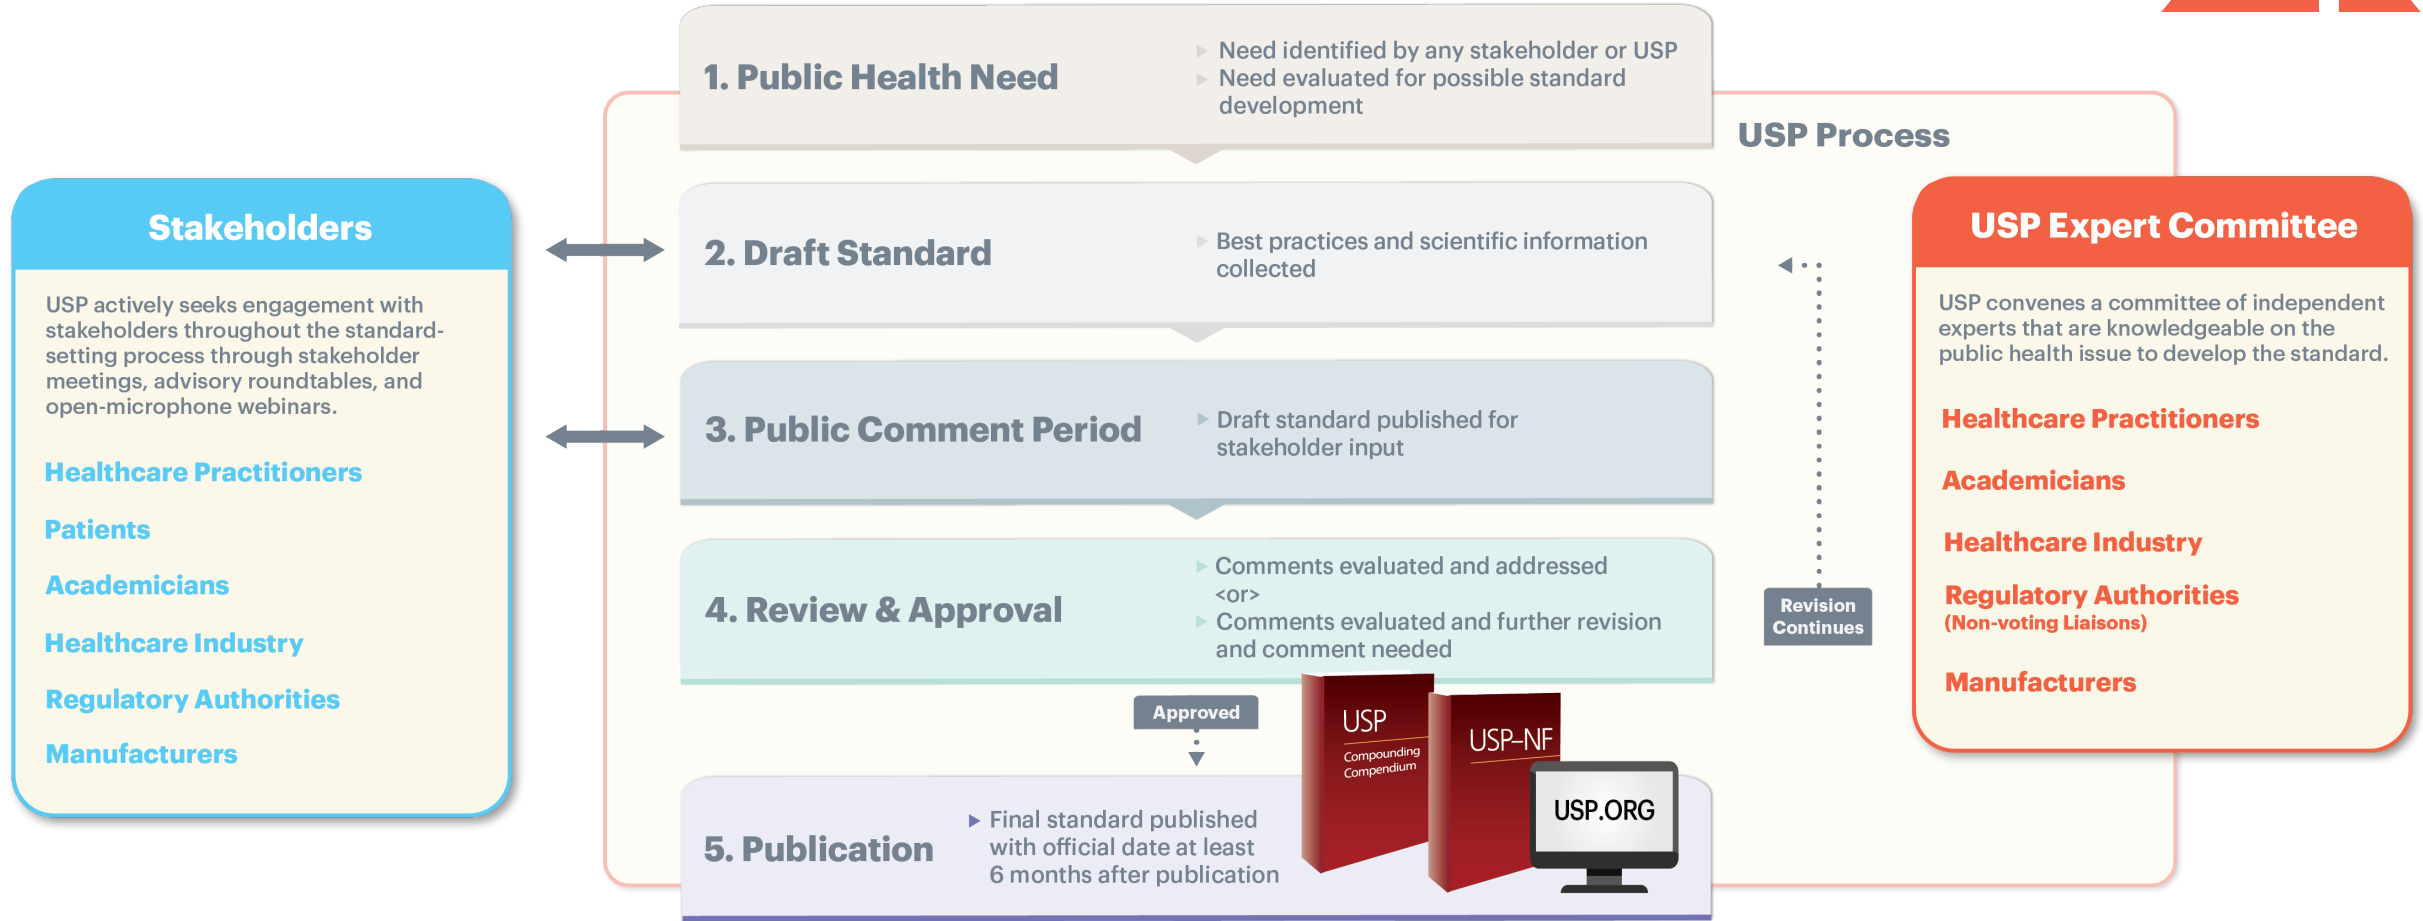 1. Public Health Need
Need identified by any stakeholder or USP
Need evaluated for possible standard
development
USP Process
Stakeholders
USP actively seeks engagement with
stakeholders throughout the standard-
setting process through stakeholder
meetings, advisory roundtables, and
open-microphone webinars.
Healthcare Practitioners
Patients
Academicians
Healthcare Industry
Regulatory Authorities
Manufacturers
2. Draft Standard
Best practices and scientific information
collected
3. Public Comment Period
Draft standard published for
stakeholder input
4. Review & Approval
Comments evaluated and addressed
<or>
Comments evaluated and further revision
and comment needed
Revision
Continues
Approved
5. Publication
Final standard published
with official date at least
6 months after publication
USP
Compounding
Compendium
USP–NF
USP.ORG
USP Expert Committee
USP convenes a committee of independent
experts that are knowledgeable on the
public health issue to develop the standard.
Healthcare Practitioners
Academicians
Healthcare Industry
Regulatory Authorities
(Non-voting Liaisons)
Manufacturers